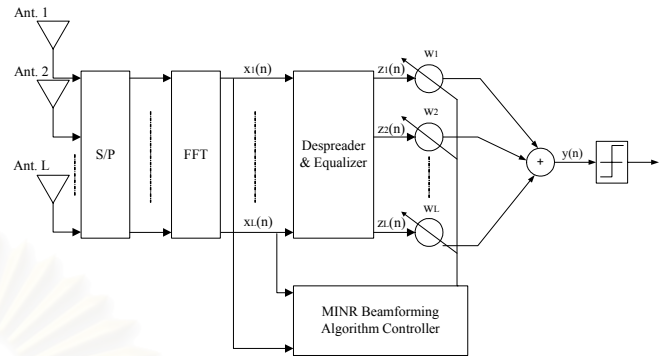 Ant. 1
Ant. 2
Ant. L
S/P
FFT
x1(n)
xL(n)
Despreader
& Equalizer
z1(n)
z2(n)
zL(n)
w1
w2
wL
+
y(n)
MINR Beamforming
Algorithm Controller